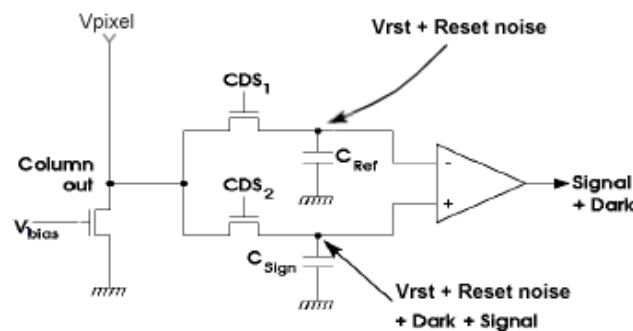 Vpixel
Vrst + Reset noise
CDS1
CRef
-
Column
out
CDS2
+
Signal
+ Dark
Vbias
CSign
Vrst + Reset noise
+ Dark + Signal